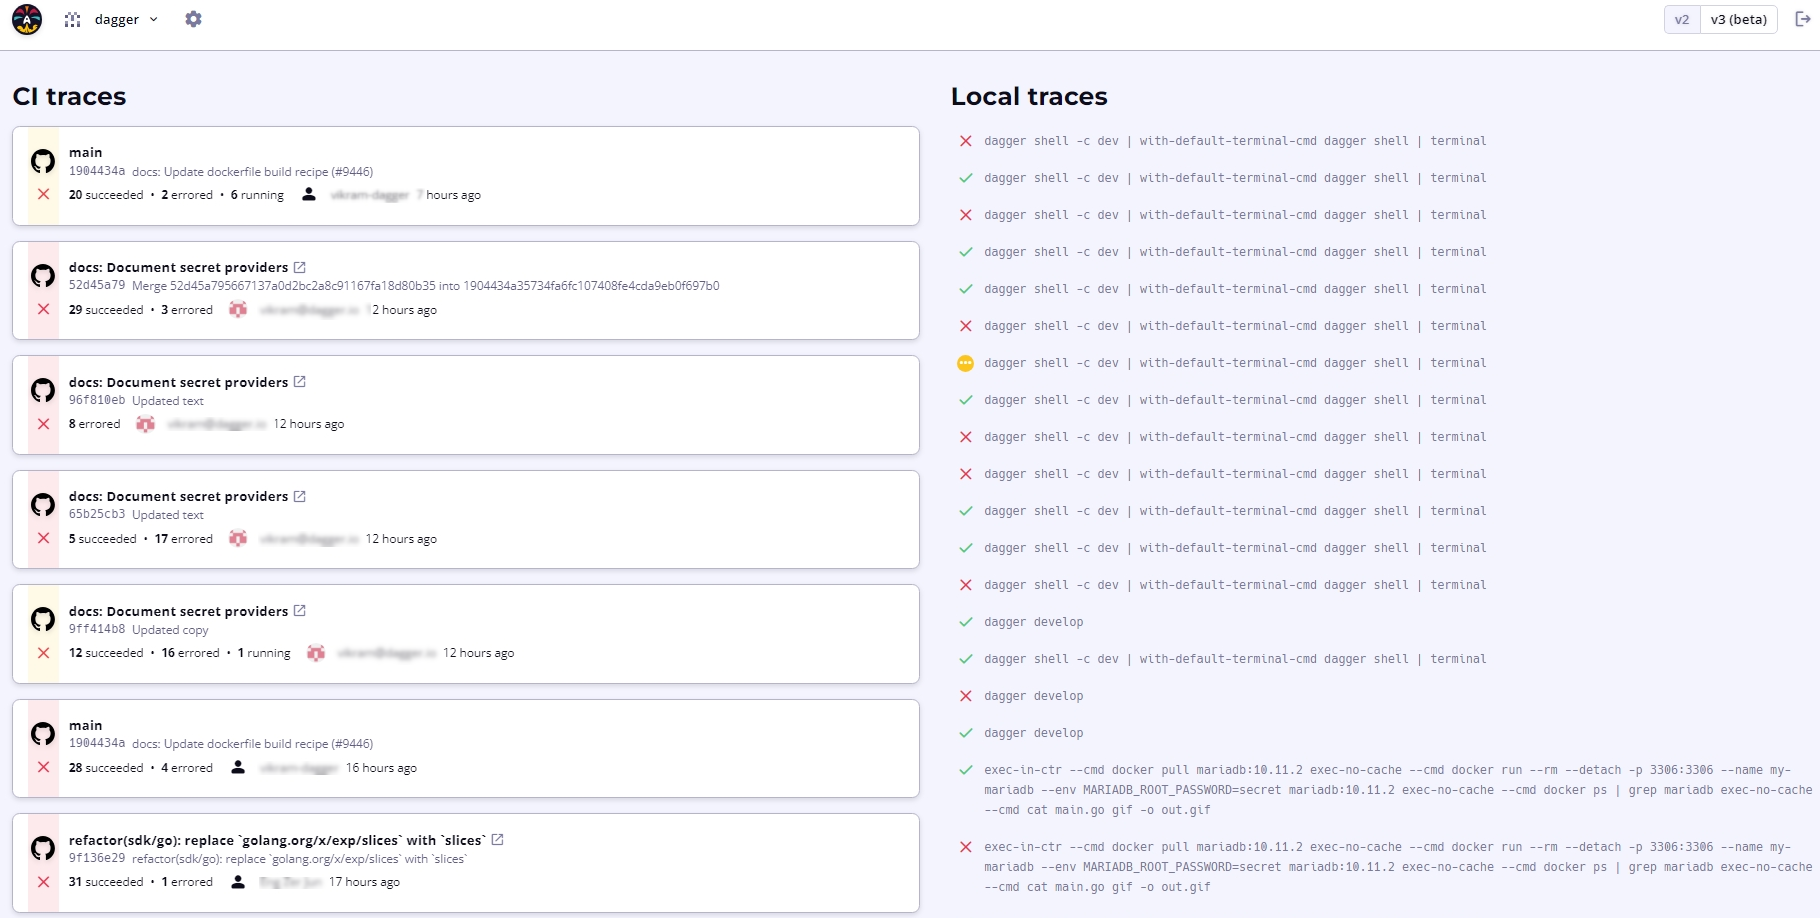 dagger
v2 v3 (beta)
CI traces
main
1904434a docs: Update dockerfile build recipe (#9446)
20 succeeded • 2 errored • 6 running 7 hours ago
docs: Document secret providers
52d45a79 Merge 52d45a795667137a0d2bc2a8c91167fa18d80b35 into 1904434a35734fa6fc107408fe4cda9eb0f697b0
29 succeeded • 3 errored 12 hours ago
docs: Document secret providers
96f810eb Updated text
8 errored 12 hours ago
docs: Document secret providers
65b25cb3 Updated text
5 succeeded • 17 errored 12 hours ago
docs: Document secret providers
9ff414b8 Updated copy
12 succeeded • 16 errored • 1 running 12 hours ago
main
1904434a docs: Update dockerfile build recipe (#9446)
28 succeeded • 4 errored 16 hours ago
refactor(sdk/go): replace `golang.org/x/exp/slices` with `slices`
9f136e29 refactor(sdk/go): replace `golang.org/x/exp/slices` with `slices`
31 succeeded • 1 errored 17 hours ago
Local traces
dagger shell -c dev | with-default-terminal-cmd dagger shell | terminal
dagger shell -c dev | with-default-terminal-cmd dagger shell | terminal
dagger shell -c dev | with-default-terminal-cmd dagger shell | terminal
dagger shell -c dev | with-default-terminal-cmd dagger shell | terminal
dagger shell -c dev | with-default-terminal-cmd dagger shell | terminal
dagger shell -c dev | with-default-terminal-cmd dagger shell | terminal
dagger shell -c dev | with-default-terminal-cmd dagger shell | terminal
dagger shell -c dev | with-default-terminal-cmd dagger shell | terminal
dagger shell -c dev | with-default-terminal-cmd dagger shell | terminal
dagger shell -c dev | with-default-terminal-cmd dagger shell | terminal
dagger shell -c dev | with-default-terminal-cmd dagger shell | terminal
dagger shell -c dev | with-default-terminal-cmd dagger shell | terminal
dagger shell -c dev | with-default-terminal-cmd dagger shell | terminal
dagger develop
dagger shell -c dev | with-default-terminal-cmd dagger shell | terminal
dagger develop
dagger develop
exec-in-ctr --cmd docker pull mariadb:10.11.2 exec-no-cache --cmd docker run --rm --detach -p 3306:3306 --name my-
mariadb --env MARIADB_ROOT_PASSWORD=secret mariadb:10.11.2 exec-no-cache --cmd docker ps | grep mariadb exec-no-cache
--cmd cat main.go gif -o out.gif
exec-in-ctr --cmd docker pull mariadb:10.11.2 exec-no-cache --cmd docker run --rm --detach -p 3306:3306 --name my-
mariadb --env MARIADB_ROOT_PASSWORD=secret mariadb:10.11.2 exec-no-cache --cmd docker ps | grep mariadb exec-no-cache
--cmd cat main.go gif -o out.gif